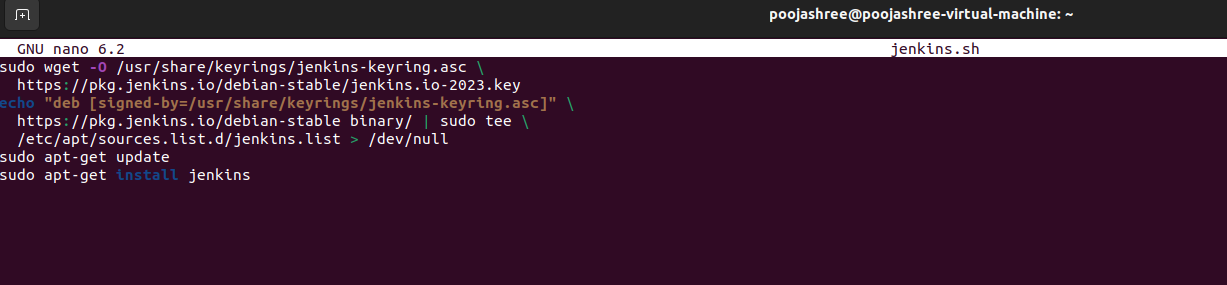 poojashree@poojashree-virtual-machine: ~
GNU nano 6.2 jenkins.sh
sudo wget -O /usr/share/keyrings/jenkins-keyring.asc \
  https://pkg.jenkins.io/debian-stable/jenkins.io-2023.key
echo "deb [signed-by=/usr/share/keyrings/jenkins-keyring.asc]" \
  https://pkg.jenkins.io/debian-stable binary/ | sudo tee \
  /etc/apt/sources.list.d/jenkins.list > /dev/null
sudo apt-get update
sudo apt-get install jenkins